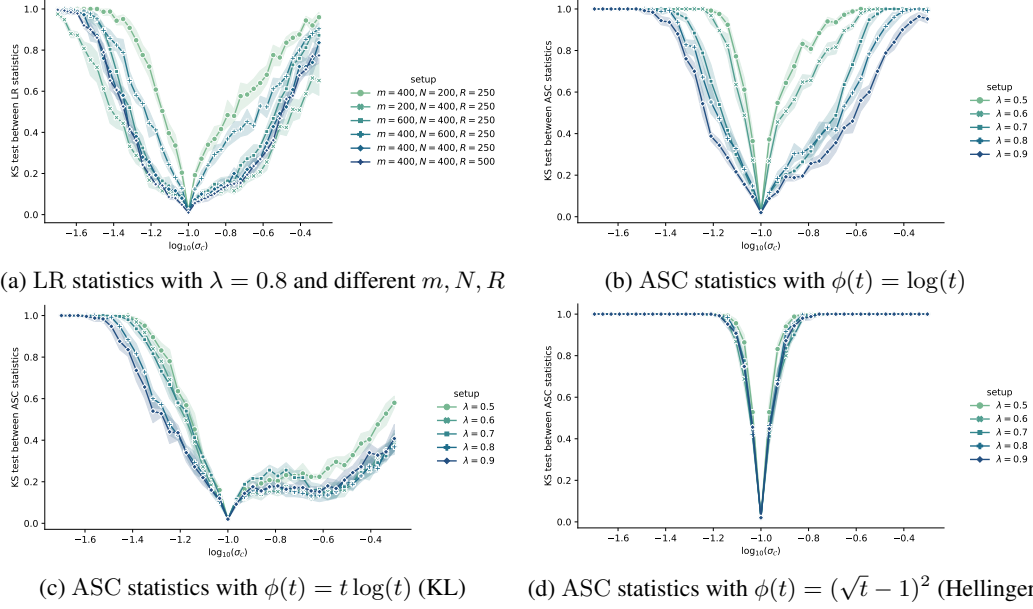 KS test between LR statistics
1.0
0.8
0.6
0.4
0.2
0.0
−1.6 −1.4 −1.2 −1.0 −0.8 −0.6 −0.4
log10(σC)
setup
m = 400, N = 200, R = 250
m = 200, N = 400, R = 250
m = 600, N = 400, R = 250
m = 400, N = 600, R = 250
m = 400, N = 400, R = 250
m = 400, N = 400, R = 500
(a) LR statistics with λ = 0.8 and different m, N, R
KS test between ASC statistics
1.0
0.8
0.6
0.4
0.2
0.0
−1.6 −1.4 −1.2 −1.0 −0.8 −0.6 −0.4
log10(σC)
setup
λ = 0.5
λ = 0.6
λ = 0.7
λ = 0.8
λ = 0.9
(b) ASC statistics with ϕ(t) = log(t)
KS test between ASC statistics
1.0
0.8
0.6
0.4
0.2
0.0
−1.6 −1.4 −1.2 −1.0 −0.8 −0.6 −0.4
log10(σC)
setup
λ = 0.5
λ = 0.6
λ = 0.7
λ = 0.8
λ = 0.9
(c) ASC statistics with ϕ(t) = t log(t) (KL)
KS test between ASC statistics
1.0
0.8
0.6
0.4
0.2
0.0
−1.6 −1.4 −1.2 −1.0 −0.8 −0.6 −0.4
log10(σC)
setup
λ = 0.5
λ = 0.6
λ = 0.7
λ = 0.8
λ = 0.9
(d) ASC statistics with ϕ(t) = (√t − 1)² (Hellinger